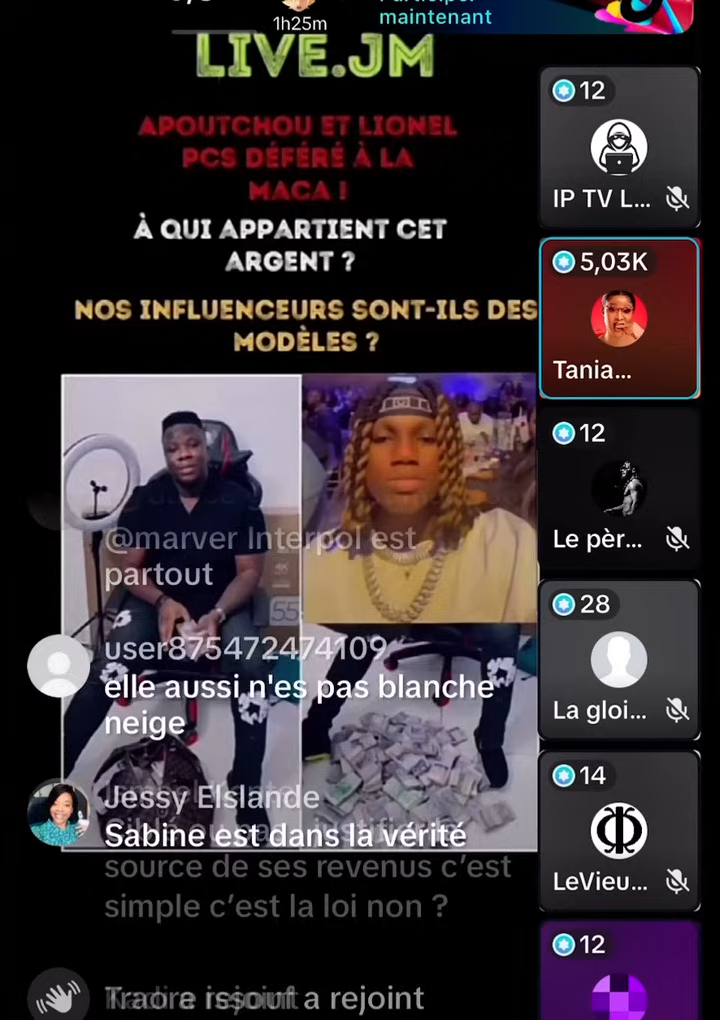 1h25m
maintenant
LIVE.JM
APOUTCHOU ET LIONEL
PCS DÉFÉRÉ À LA
MACA !
À QUI APPARTIENT CET
ARGENT ?
NOS INFLUENCEURS SONT-ILS DES
MODÈLES ?
@marver Interpol est
partout
user875472474109
elle aussi n'es pas blanche
neige
Jessy Elslande
Sabine est dans la vérité
source de ses revenus c’est
simple c’est la loi non ?
a rejoint
12
IP TV L...
5,03K
Tania...
12
Le pèr...
28
La gloi...
14
LeVieu...
12